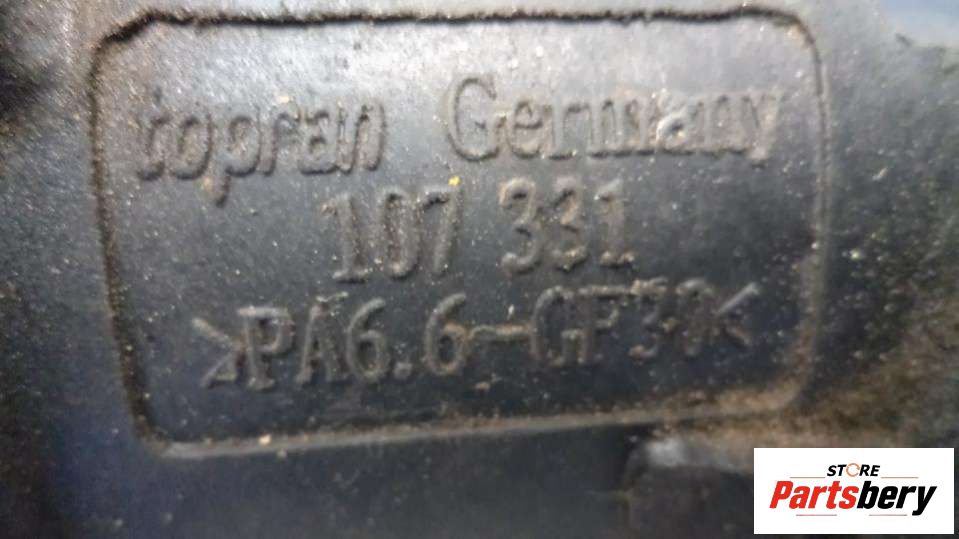 topran Germany
107 331
>PA6.6-GF30<
STORE
Partsbery